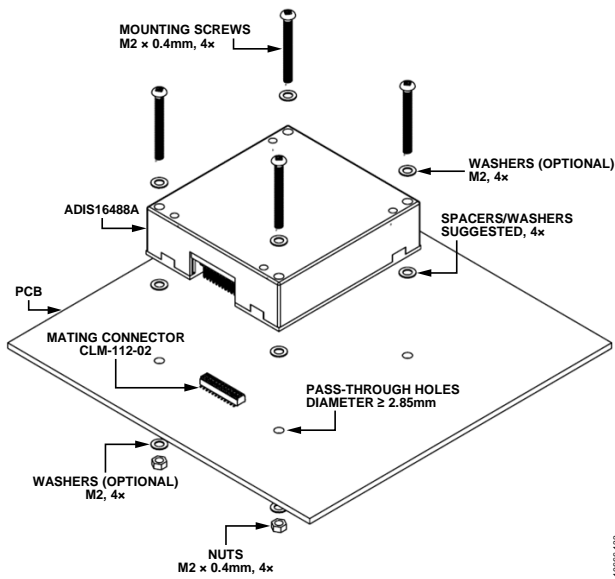 MOUNTING SCREWS
M2 × 0.4mm, 4×
WASHERS (OPTIONAL)
M2, 4×
ADIS16488A
SPACERS/WASHERS
SUGGESTED, 4×
PCB
MATING CONNECTOR
CLM-112-02
PASS-THROUGH HOLES
DIAMETER ≥ 2.85mm
WASHERS (OPTIONAL)
M2, 4×
NUTS
M2 × 0.4mm, 4×